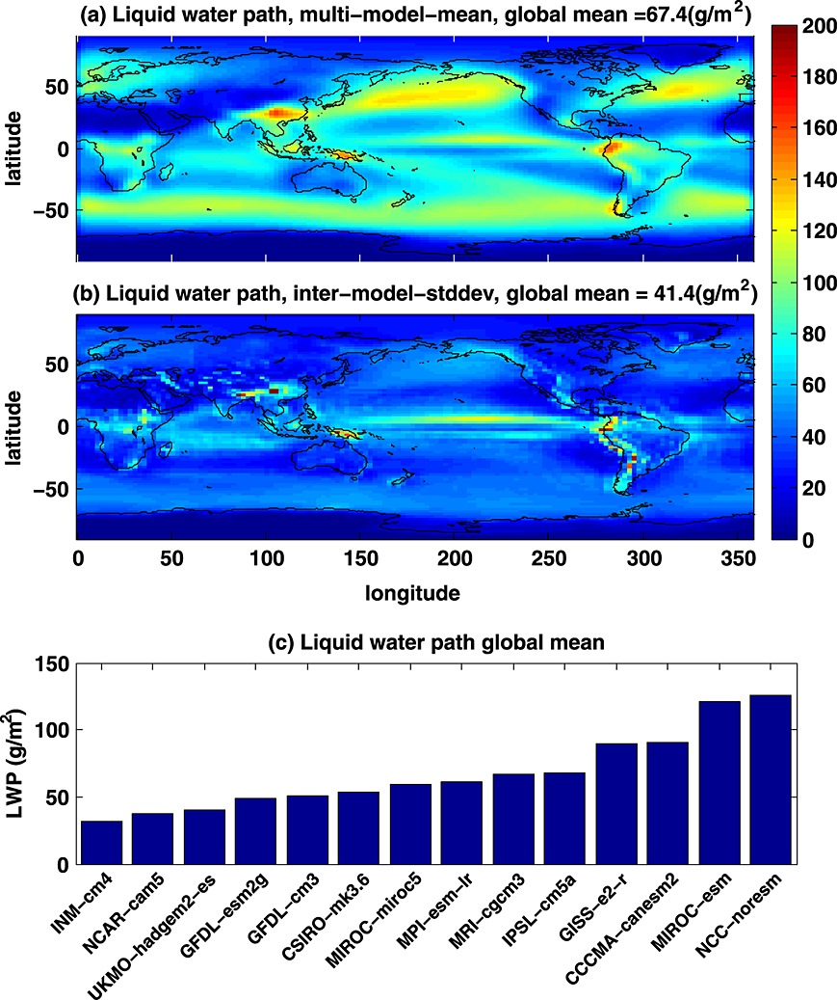 (a) Liquid water path, multi−model−mean, global mean =67.4(g/m²)
latitude
50
0
−50
(b) Liquid water path, inter−model−stddev, global mean = 41.4(g/m²)
latitude
50
0
−50
0 50 100 150 200 250 300 350
longitude
200
180
160
140
120
100
80
60
40
20
0
(c) Liquid water path global mean
LWP (g/m²)
150
100
50
0
INM−cm4
NCAR−cam5
UKMO−hadgem2−es
GFDL−esm2g
GFDL−cm3
CSIRO−mk3.6
MIROC−miroc5
MPI−esm−lr
MRI−cgcm3
IPSL−cm5a
GISS−e2−r
CCCMA−canesm2
MIROC−esm
NCC−noresm